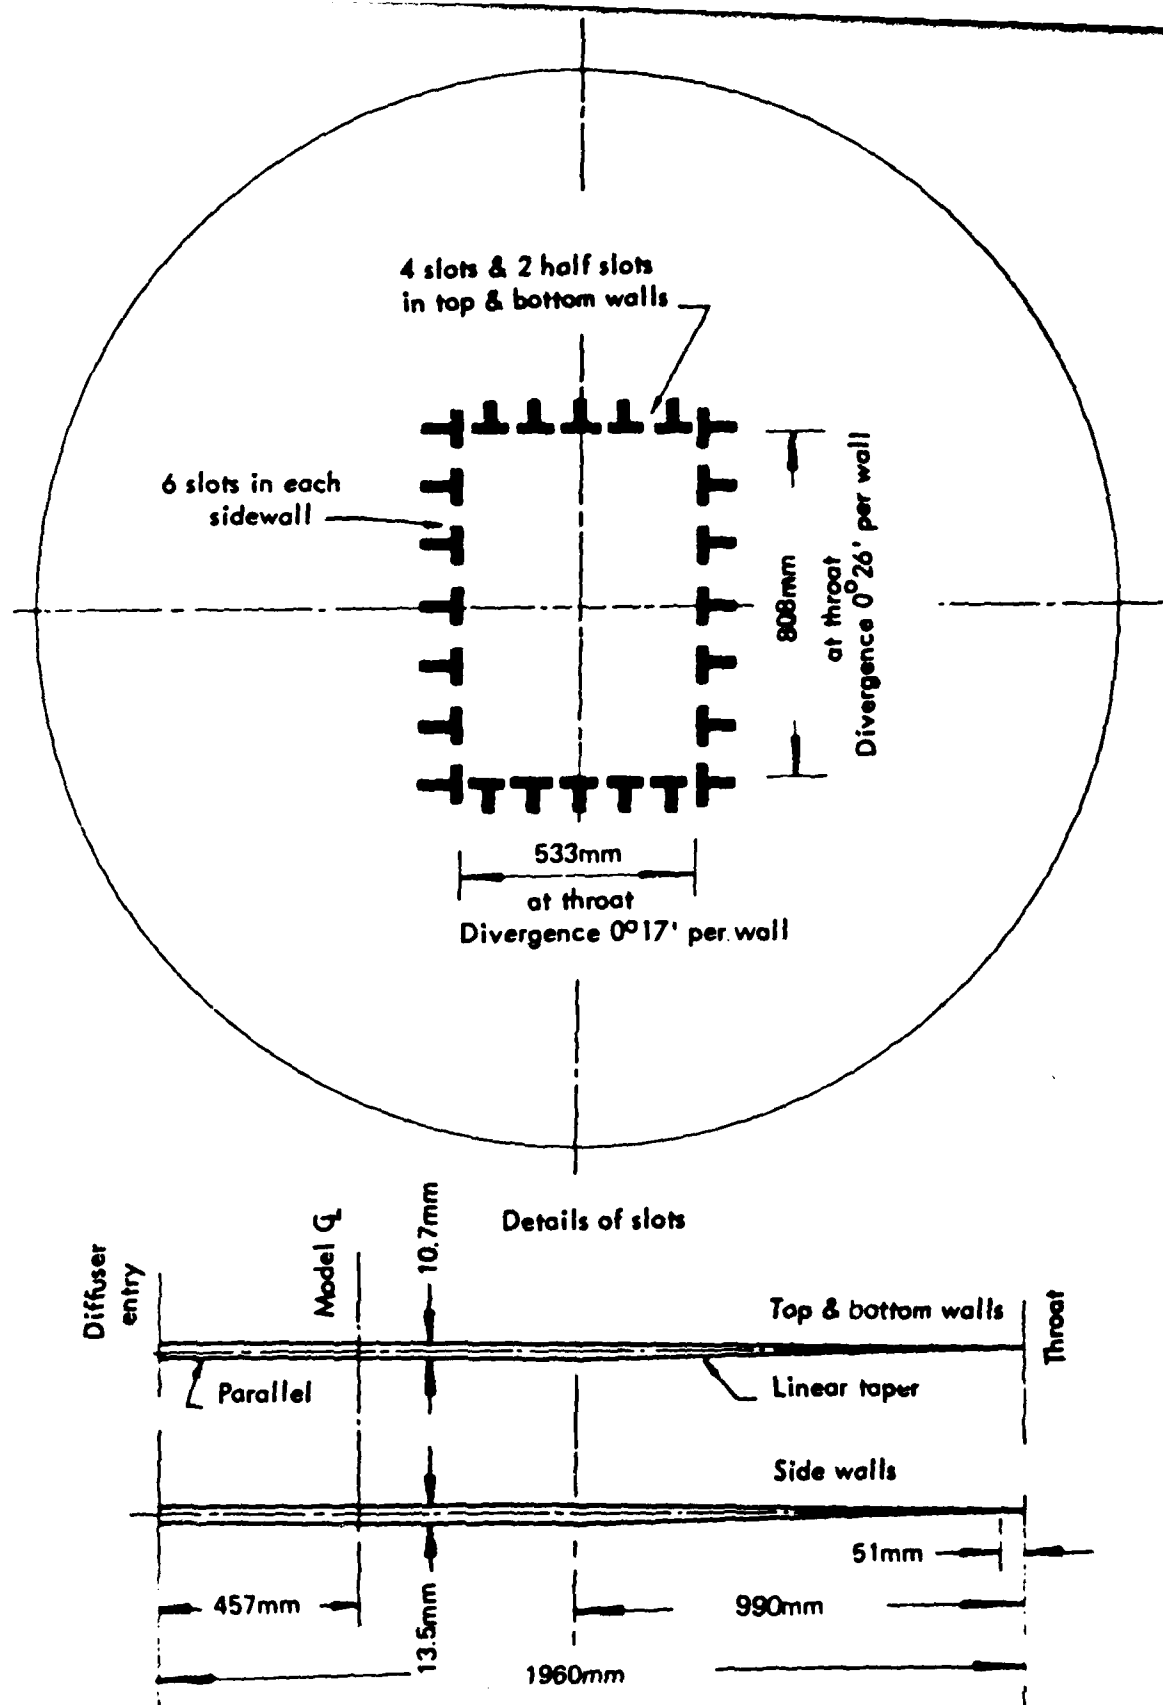 4 slots & 2 half slots
in top & bottom walls
6 slots in each
sidewall
808mm
at throat
Divergence 0°26' per wall
533mm
at throat
Divergence 0°17' per wall
Details of slots
Diffuser
entry
Model ℄
10.7mm
Top & bottom walls
Throat
Parallel
Linear taper
Side walls
51mm
457mm
13.5mm
990mm
1960mm